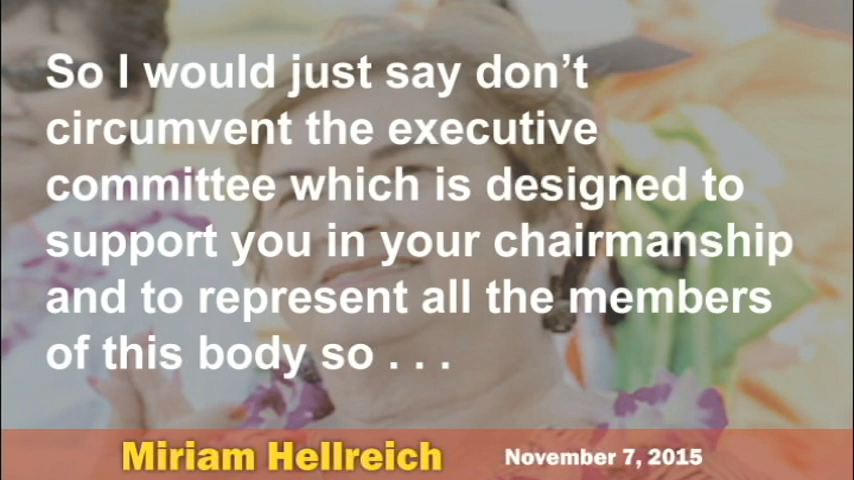 So I would just say don’t
circumvent the executive
committee which is designed to
support you in your chairmanship
and to represent all the members
of this body so . . .
Miriam Hellreich
November 7, 2015